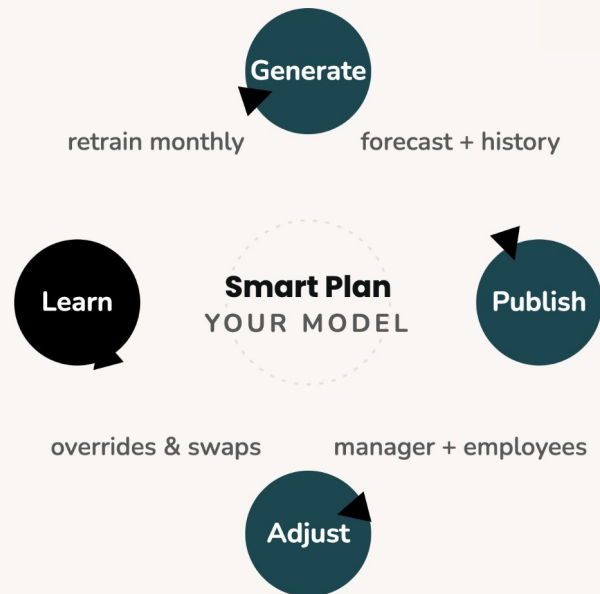 Generate
retrain monthly
forecast + history
Learn
Smart Plan
YOUR MODEL
Publish
overrides & swaps
manager + employees
Adjust